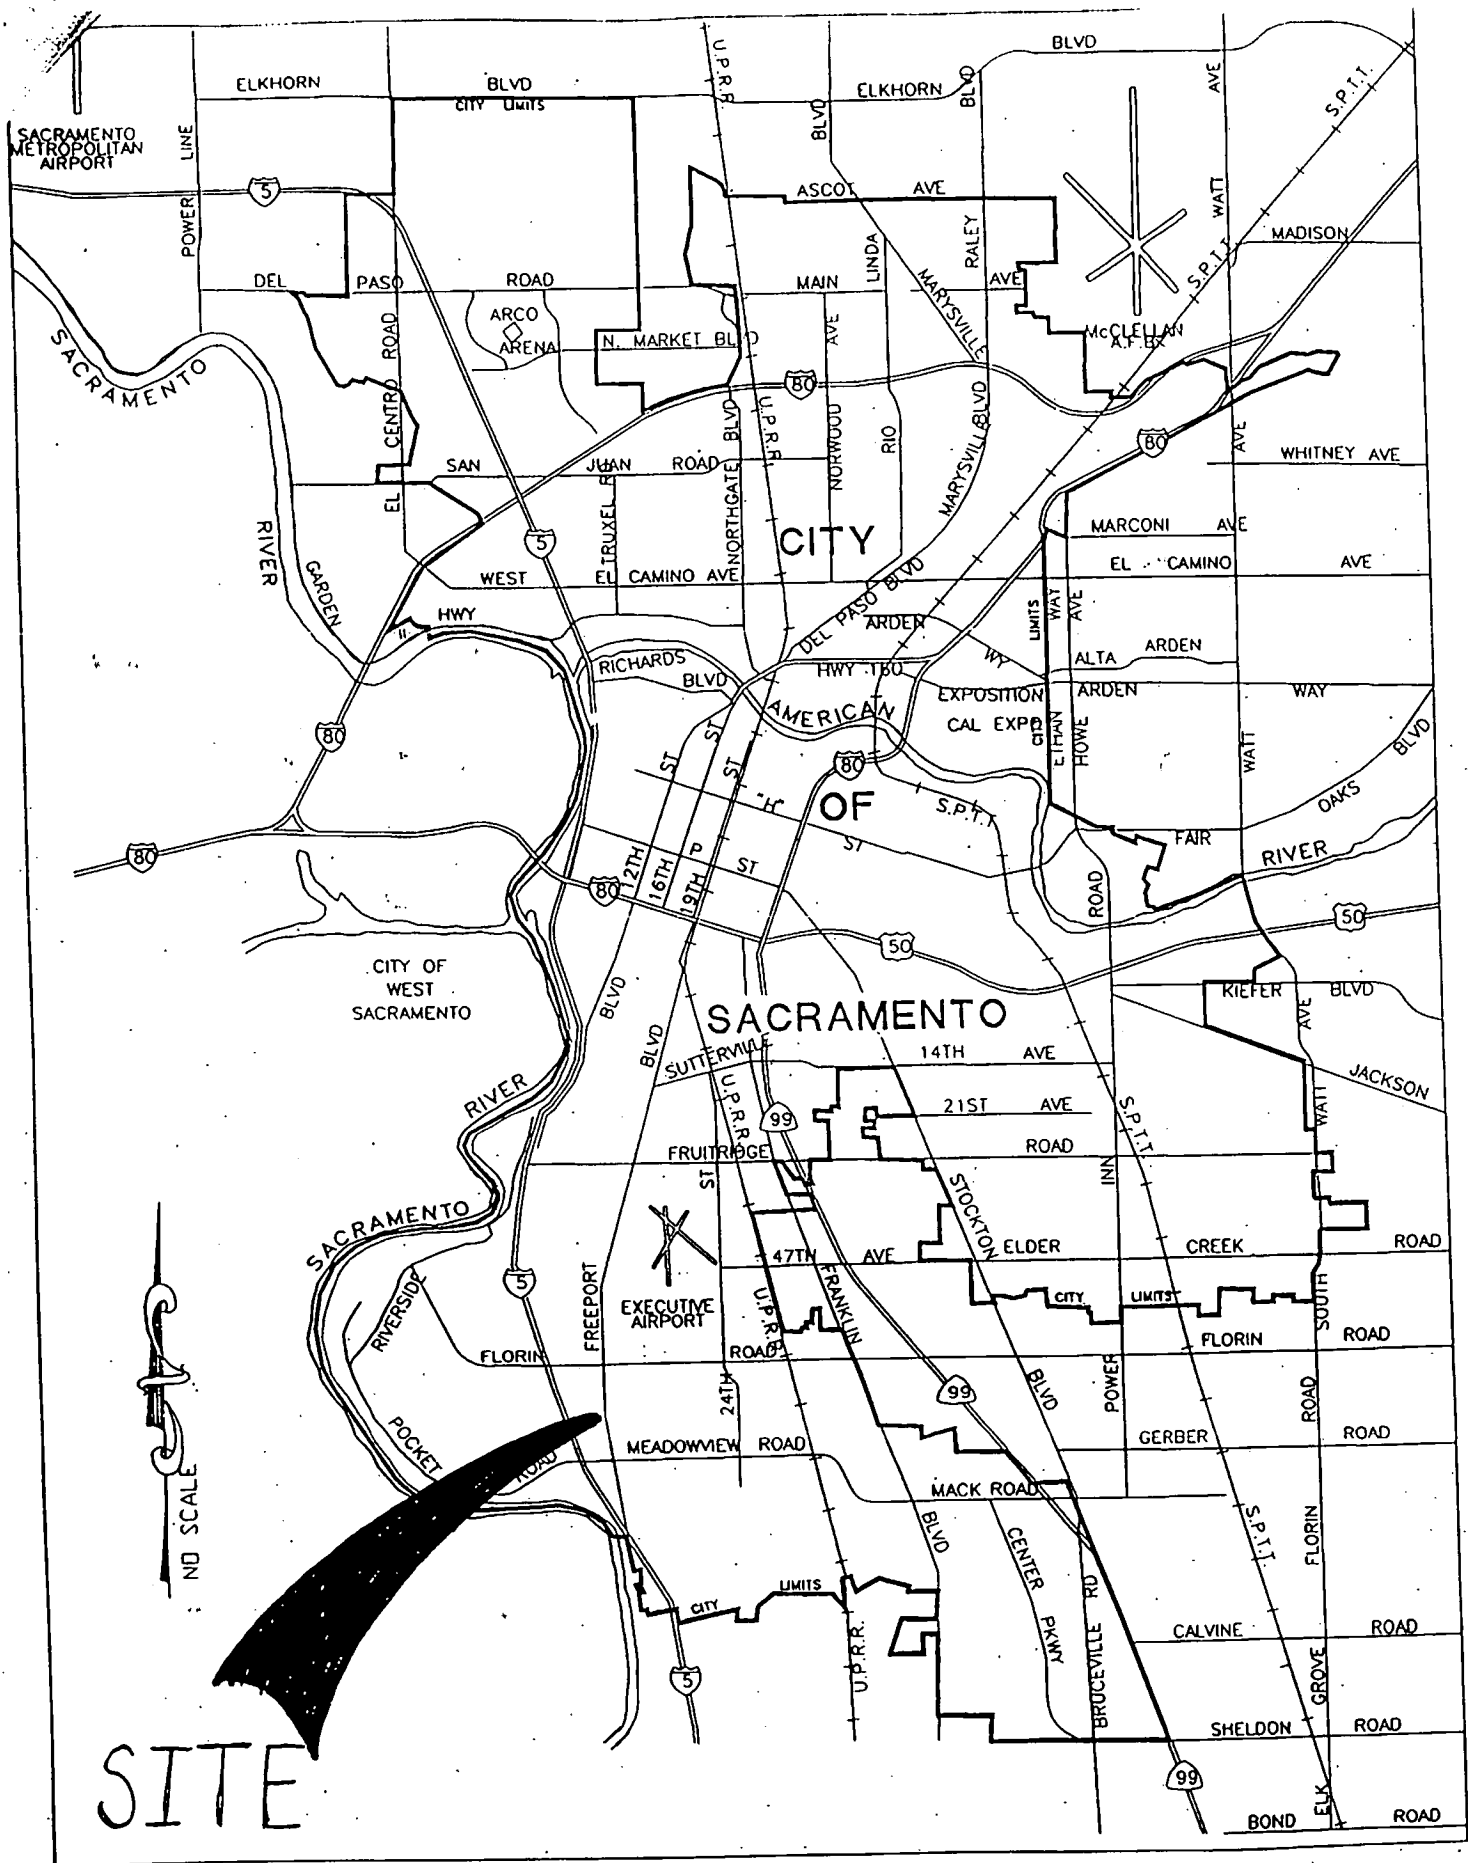 BLVD
ELKHORN BLVD
CITY LIMITS
ELKHORN
BLVD
BLVD
U.P.R.R.
AVE
S.P.T.T.
SACRAMENTO
METROPOLITAN
AIRPORT
LINE
POWER
5
ASCOT AVE
WATT
RALEY
LINDA
MADISON
S.P.T.T.
DEL PASO ROAD
MAIN AVE
MARYSVILLE
ARCO
ARENA
N. MARKET BLVD
AVE
McCLELLAN
A.F.B.
SACRAMENTO
ROAD
CENTRO
EL
80
U.P.R.R.
BLVD
NORTHGATE
NORWOOD
RIO
MARYSVILLE BLVD
80
AVE
WHITNEY AVE
SAN JUAN ROAD
TRUXEL RD
RIVER
GARDEN
HWY
5
CITY
MARCONI AVE
WEST EL CAMINO AVE
EL CAMINO AVE
DEL PASO BLVD
ARDEN
WY
LIMITS
CITY
WAY
ETHAN
AVE
HOWE
ALTA ARDEN
RICHARDS
BLVD
HWY 160
EXPOSITION
ARDEN WAY
CAL EXPO
AMERICAN
80
WATT
BLVD
OAKS
FAIR
ST
ST
ST
"H" ST
80
OF
S.P.T.T.
RIVER
80
80
12TH
16TH
19TH
P ST
ROAD
50
50
CITY OF
WEST
SACRAMENTO
BLVD
BLVD
SACRAMENTO
KIEFER BLVD
AVE
SUTTERVILLE
14TH AVE
JACKSON
RIVER
U.P.R.R.
99
21ST AVE
S.P.T.T.
WATT
FRUITRIDGE
ROAD
ST
INN
STOCKTON
SACRAMENTO
47TH AVE
ELDER CREEK ROAD
5
RIVERSIDE
FREEPORT
EXECUTIVE
AIRPORT
U.P.R.R.
FRANKLIN
CITY LIMITS
SOUTH
FLORIN ROAD
FLORIN ROAD
24TH
99
BLVD
POWER
ROAD
POCKET ROAD
MEADOWVIEW ROAD
GERBER ROAD
MACK ROAD
NO SCALE
BLVD
CENTER PKWY
S.P.T.T.
FLORIN
CITY LIMITS
BRUCEVILLE RD
CALVINE ROAD
U.P.R.R.
5
GROVE
SHELDON ROAD
99
ELK
BOND ROAD
SITE